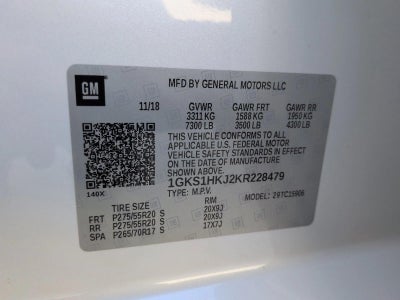 GM
MFD BY GENERAL MOTORS LLC
11/18 GVWR GAWR FRT GAWR RR
3311 KG 1588 KG 1950 KG
7300 LB 3500 LB 4300 LB
THIS VEHICLE CONFORMS TO ALL
APPLICABLE U.S. FEDERAL MOTOR
VEHICLE SAFETY STANDARDS IN EFFECT
ON THE DATE OF MANUFACTURE
SHOWN ABOVE.
1GKS1HKJ2KR228479
140X TYPE: M.P.V. MODEL: 2BTC15906
TIRE SIZE RIM
FRT P275/55R20 S 20X9J
RR P275/55R20 S 20X9J
SPA P265/70R17 S 17X7J